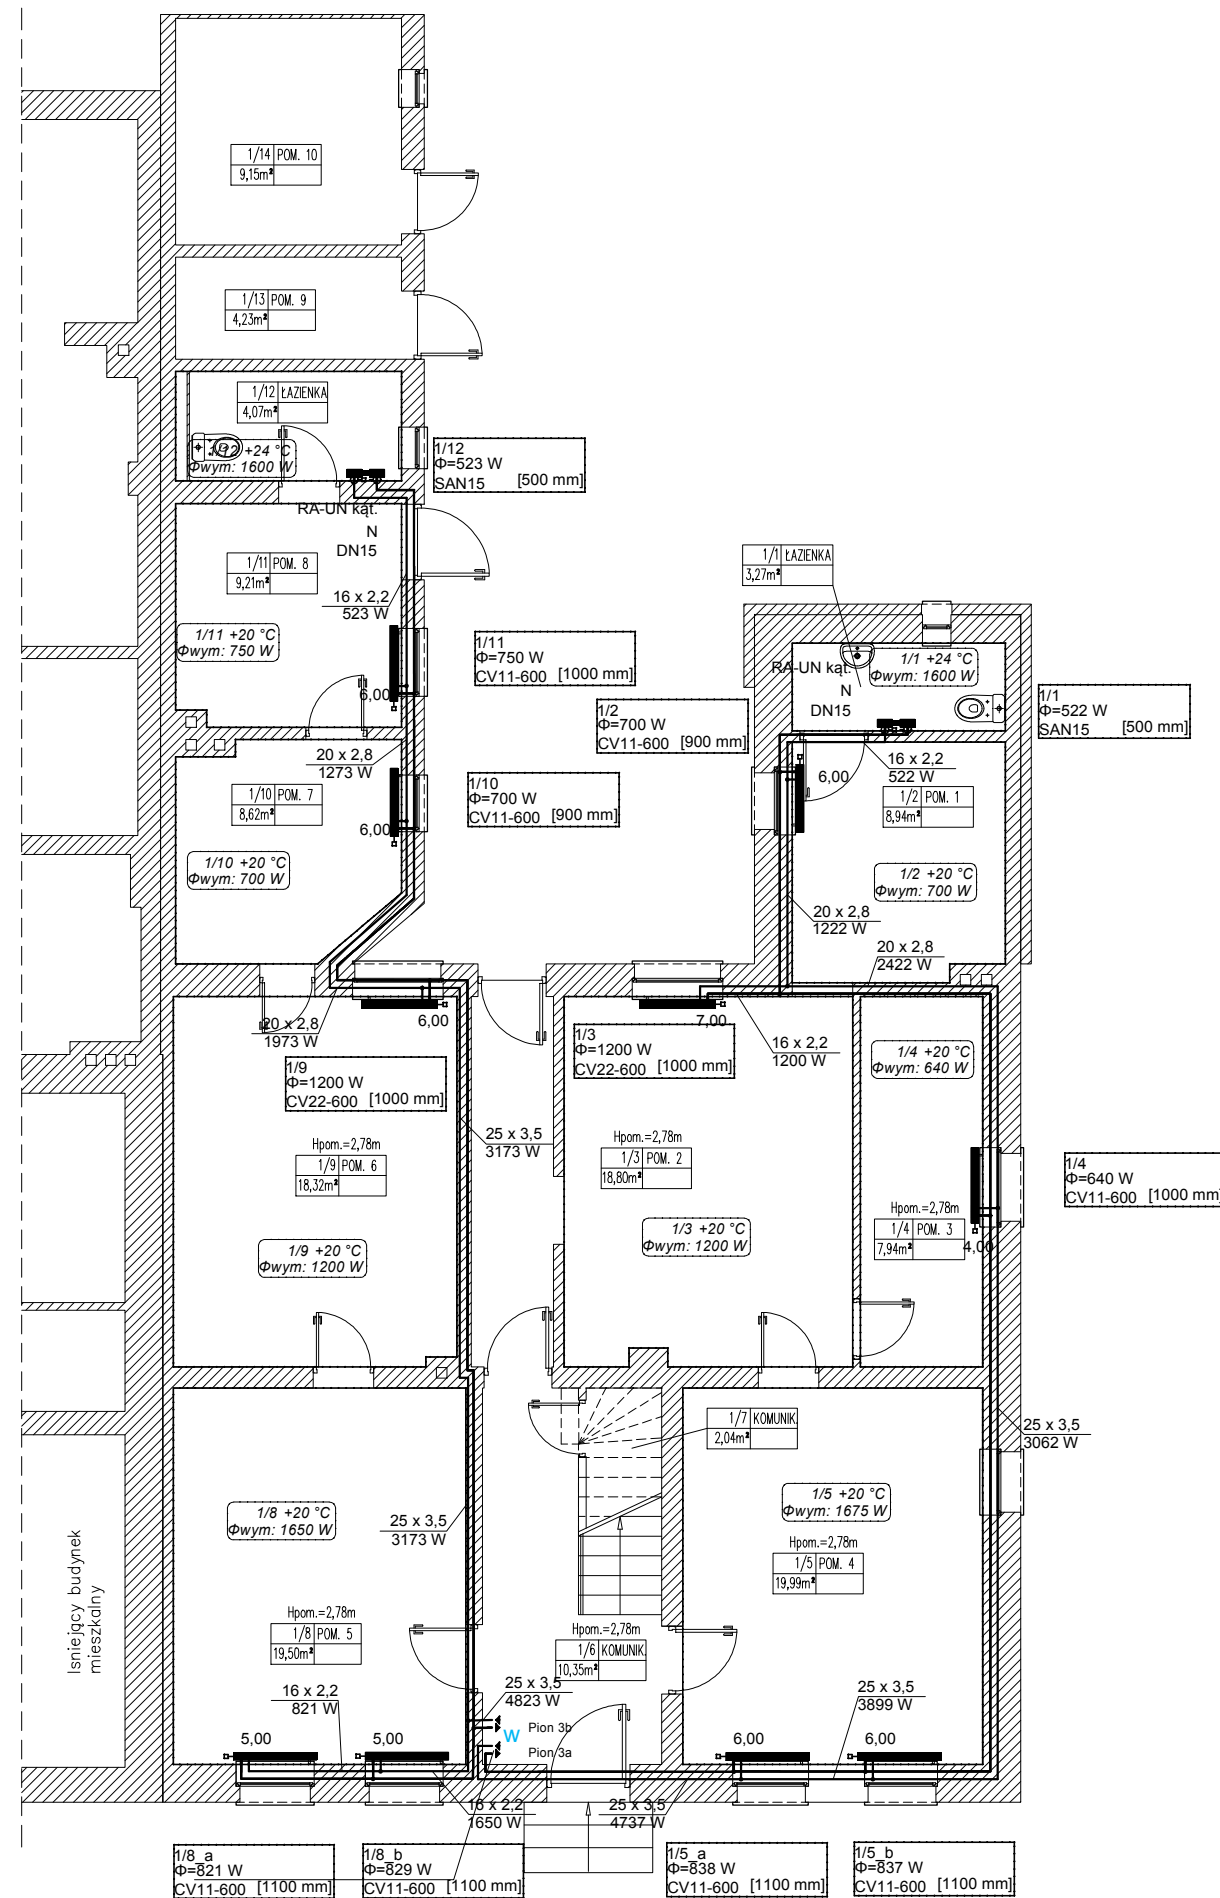 1/14 POM. 10
9,15m²
1/13 POM. 9
4,23m²
1/12 ŁAZIENKA
4,07m²
1/12 +24 °C
Φwym: 1600 W
1/12
Φ=523 W
SAN15 [500 mm]
RA-UN kąt.
N
DN15
1/11 POM. 8
9,21m²
16 x 2,2
523 W
1/11 +20 °C
Φwym: 750 W
6,00
1/11
Φ=750 W
CV11-600 [1000 mm]
1/1 ŁAZIENKA
3,27m²
RA-UN kąt.
N
DN15
1/1 +24 °C
Φwym: 1600 W
1/1
Φ=522 W
SAN15 [500 mm]
1/2
Φ=700 W
CV11-600 [900 mm]
20 x 2,8
1273 W
6,00
16 x 2,2
522 W
1/10 POM. 7
8,62m²
1/10
Φ=700 W
CV11-600 [900 mm]
1/2 POM. 1
8,94m²
6,00
1/10 +20 °C
Φwym: 700 W
1/2 +20 °C
Φwym: 700 W
20 x 2,8
1222 W
20 x 2,8
2422 W
20 x 2,8
1973 W
6,00
7,00
1/9
Φ=1200 W
CV22-600 [1000 mm]
1/3
Φ=1200 W
CV22-600 [1000 mm]
16 x 2,2
1200 W
1/4 +20 °C
Φwym: 640 W
25 x 3,5
3173 W
Hpom.=2,78m
1/9 POM. 6
18,32m²
Hpom.=2,78m
1/3 POM. 2
18,80m²
1/4
Φ=640 W
CV11-600 [1000 mm]
Hpom.=2,78m
1/4 POM. 3
7,94m²
4,00
1/9 +20 °C
Φwym: 1200 W
1/3 +20 °C
Φwym: 1200 W
1/7 KOMUNIK.
2,04m²
25 x 3,5
3062 W
1/8 +20 °C
Φwym: 1650 W
25 x 3,5
3173 W
1/5 +20 °C
Φwym: 1675 W
Hpom.=2,78m
1/5 POM. 4
19,99m²
Isniejący budynek
mieszkalny
Hpom.=2,78m
1/8 POM. 5
19,50m²
Hpom.=2,78m
1/6 KOMUNIK.
10,35m²
16 x 2,2
821 W
25 x 3,5
4823 W
25 x 3,5
3899 W
5,00
5,00
W
Pion 3b
Pion 3a
6,00
6,00
16 x 2,2
1650 W
25 x 3,5
4737 W
1/8_a
Φ=821 W
CV11-600 [1100 mm]
1/8_b
Φ=829 W
CV11-600 [1100 mm]
1/5_a
Φ=838 W
CV11-600 [1100 mm]
1/5_b
Φ=837 W
CV11-600 [1100 mm]